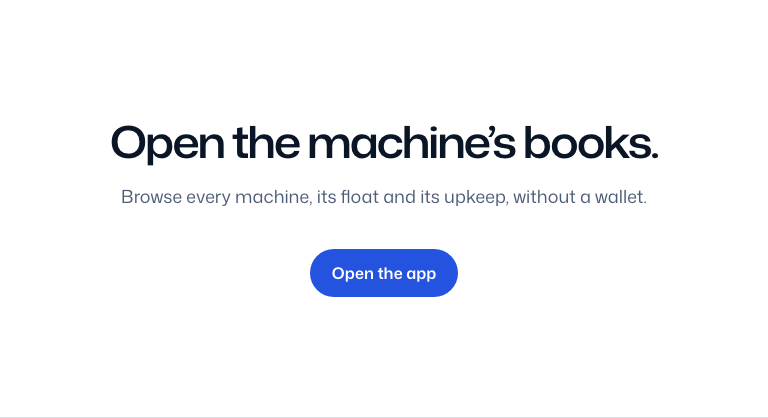 Open the machine’s books.
Browse every machine, its float and its upkeep, without a wallet.
Open the app